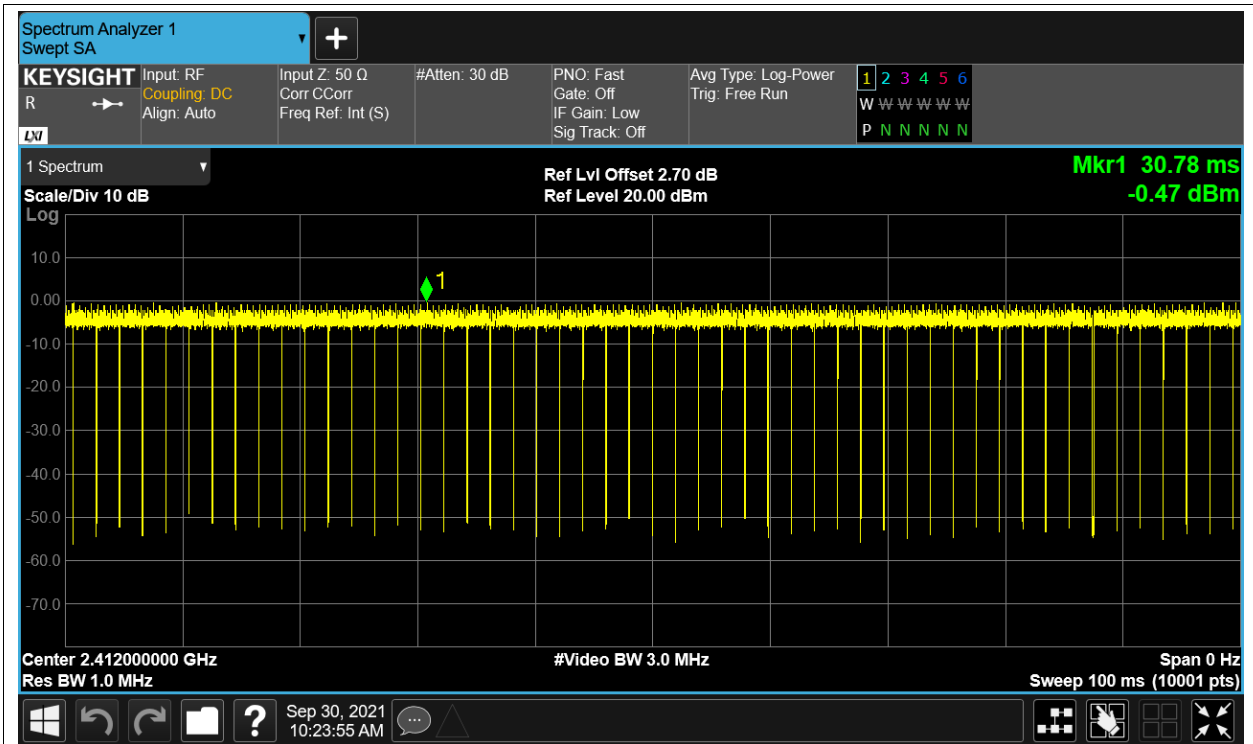 Spectrum Analyzer 1
Swept SA
KEYSIGHT
R
LXI
Input: RF
Coupling: DC
Align: Auto
Input Z: 50 Ω
Corr CCorr
Freq Ref: Int (S)
#Atten: 30 dB
PNO: Fast
Gate: Off
IF Gain: Low
Sig Track: Off
Avg Type: Log-Power
Trig: Free Run
1 2 3 4 5 6
W W W W W W
P N N N N N
1 Spectrum
Scale/Div 10 dB
Log
Ref Lvl Offset 2.70 dB
Ref Level 20.00 dBm
Mkr1 30.78 ms
-0.47 dBm
1
10.0
0.00
-10.0
-20.0
-30.0
-40.0
-50.0
-60.0
-70.0
Center 2.412000000 GHz
Res BW 1.0 MHz
#Video BW 3.0 MHz
Span 0 Hz
Sweep 100 ms (10001 pts)
?
Sep 30, 2021
10:23:55 AM